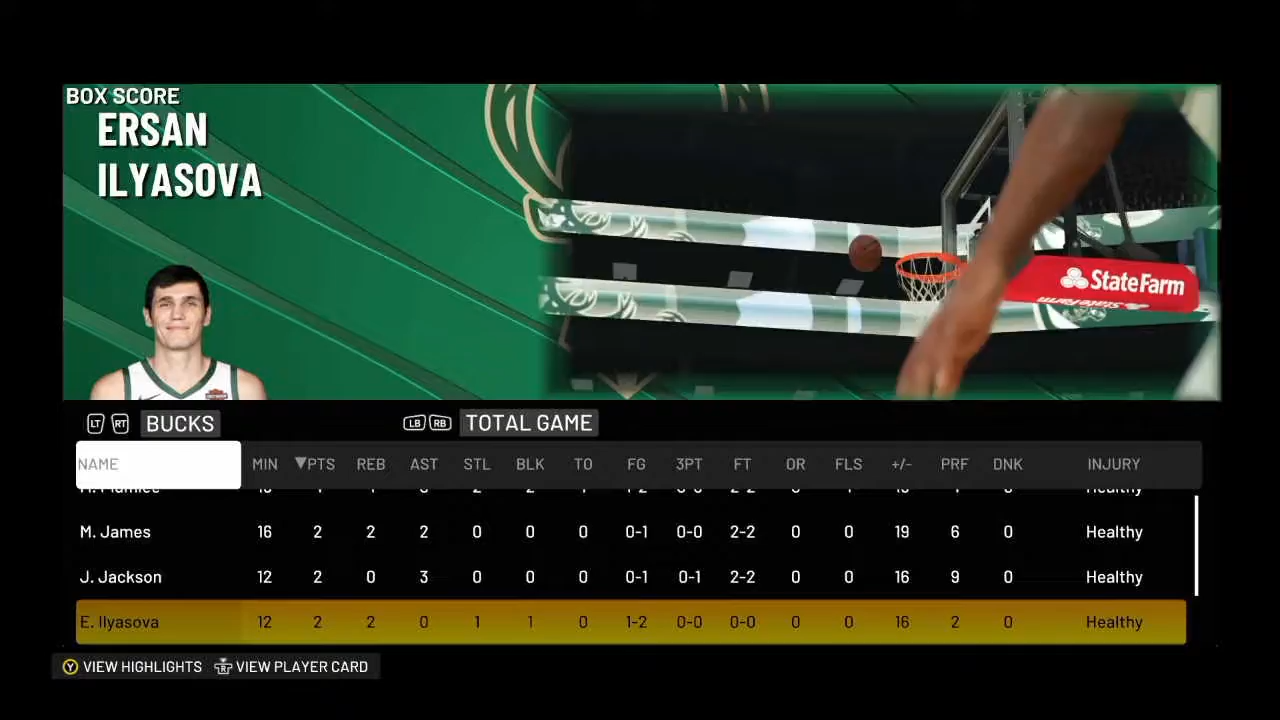 BOX SCORE
ERSAN
ILYASOVA
StateFarm
LT RT BUCKS LB RB TOTAL GAME
NAME MIN ▼PTS REB AST STL BLK TO FG 3PT FT OR FLS +/- PRF DNK INJURY
M. James 16 2 2 2 0 0 0 0-1 0-0 2-2 0 0 19 6 0 Healthy
J. Jackson 12 2 0 3 0 0 0 0-1 0-1 2-2 0 0 16 9 0 Healthy
E. Ilyasova 12 2 2 0 1 1 0 1-2 0-0 0-0 0 0 16 2 0 Healthy
Y VIEW HIGHLIGHTS R VIEW PLAYER CARD